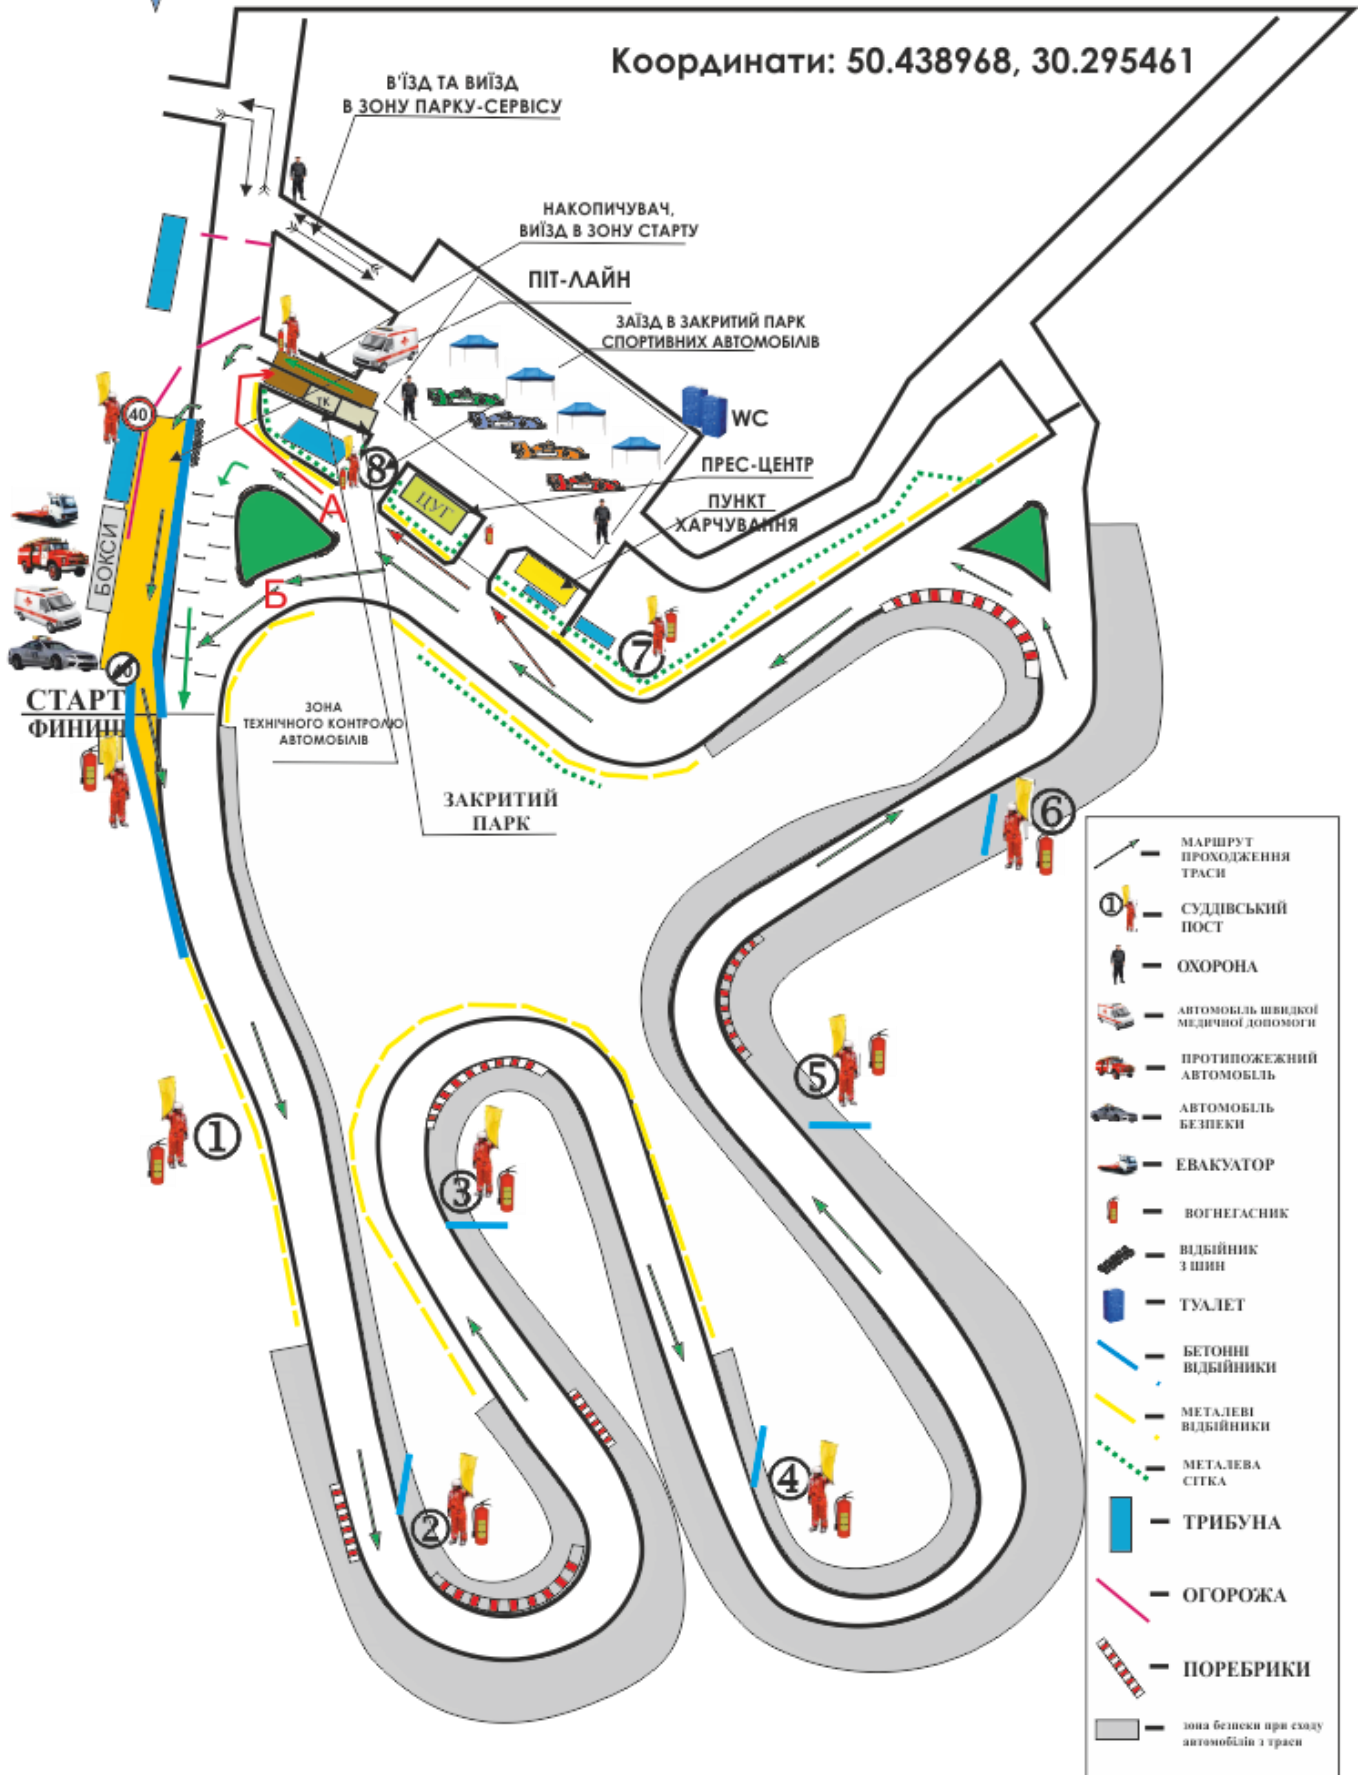 Координати: 50.438968, 30.295461
В'ЇЗД ТА ВИЇЗД
В ЗОНУ ПАРКУ-СЕРВІСУ
НАКОПИЧУВАЧ,
ВИЇЗД В ЗОНУ СТАРТУ
ПІТ-ЛАЙН
ЗАЇЗД В ЗАКРИТИЙ ПАРК
СПОРТИВНИХ АВТОМОБІЛІВ
WC
40
ТК
8
ПРЕС-ЦЕНТР
ЦУГ
ПУНКТ
ХАРЧУВАННЯ
А
БОКСИ
Б
7
СТАРТ
ФИНИШ
ЗОНА
ТЕХНІЧНОГО КОНТРОЛЮ
АВТОМОБІЛІВ
ЗАКРИТИЙ
ПАРК
6
5
1
3
4
2
МАРШРУТ
ПРОХОДЖЕННЯ
ТРАСИ
1
СУДДІВСЬКИЙ
ПОСТ
ОХОРОНА
АВТОМОБІЛЬ ШВИДКОЇ
МЕДИЧНОЇ ДОПОМОГИ
ПРОТИПОЖЕЖНИЙ
АВТОМОБІЛЬ
АВТОМОБІЛЬ
БЕЗПЕКИ
ЕВАКУАТОР
ВОГНЕГАСНИК
ВІДБІЙНИК
З ШИН
ТУАЛЕТ
БЕТОННІ
ВІДБІЙНИКИ
МЕТАЛЕВІ
ВІДБІЙНИКИ
МЕТАЛЕВА
СІТКА
ТРИБУНА
ОГОРОЖА
ПОРЕБРИКИ
зона безпеки при сходу
автомобілів з траси